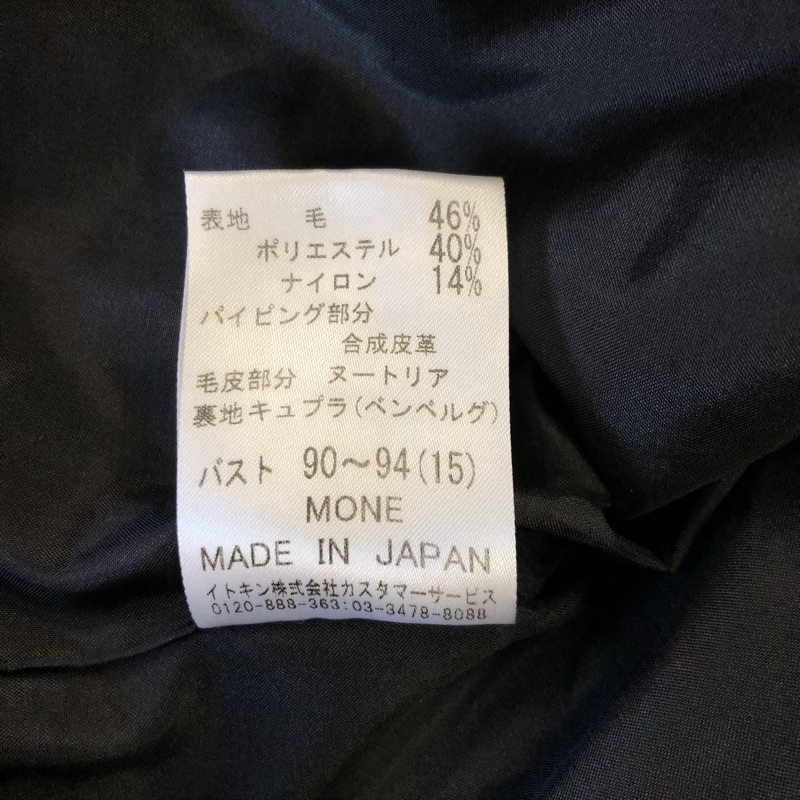 表地 毛 46%
ポリエステル 40%
ナイロン 14%
パイピング部分
合成皮革
毛皮部分 ヌートリア
裏地 キュプラ(ベンベルグ)
バスト 90〜94(15)
MONE
MADE IN JAPAN
イトキン株式会社カスタマーサービス
0120-888-363:03-3478-8088